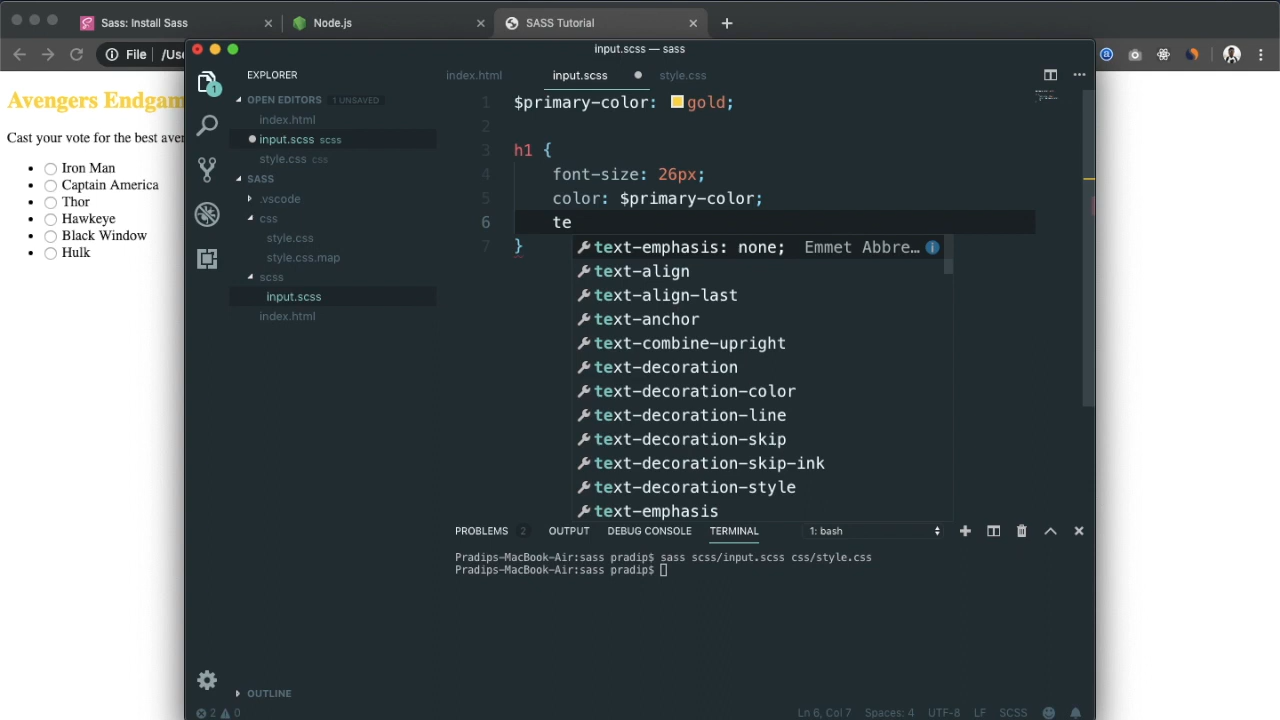 Sass: Install Sass
Node.js
SASS Tutorial
File
/Use
input.scss — sass
Avengers Endgam
Cast your vote for the best aver
Iron Man
Captain America
Thor
Hawkeye
Black Window
Hulk
1
EXPLORER
OPEN EDITORS 1 UNSAVED
index.html
input.scss scss
style.css css
SASS
.vscode
css
style.css
style.css.map
scss
input.scss
index.html
OUTLINE
index.html
input.scss
style.css
1 $primary-color: gold;
2
3 h1 {
4 font-size: 26px;
5 color: $primary-color;
6 te
7 }
text-emphasis: none; Emmet Abbre…
text-align
text-align-last
text-anchor
text-combine-upright
text-decoration
text-decoration-color
text-decoration-line
text-decoration-skip
text-decoration-skip-ink
text-decoration-style
text-emphasis
PROBLEMS 2 OUTPUT DEBUG CONSOLE TERMINAL 1: bash
Pradips-MacBook-Air:sass pradip$ sass scss/input.scss css/style.css
Pradips-MacBook-Air:sass pradip$
2 0
Ln 6, Col 7 Spaces: 4 UTF-8 LF SCSS